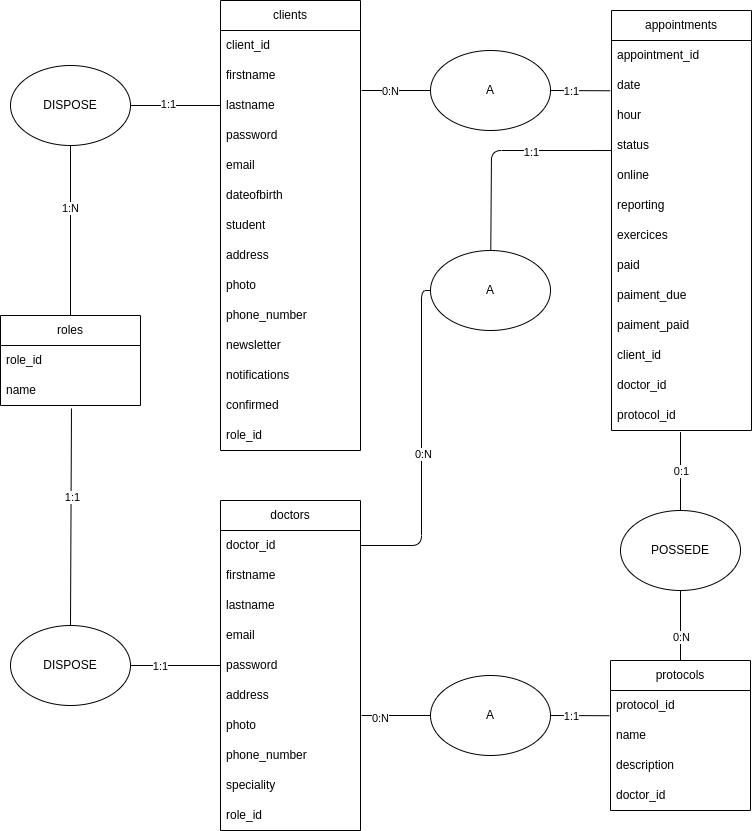 clients
client_id
firstname
lastname
password
email
dateofbirth
student
address
photo
phone_number
newsletter
notifications
confirmed
role_id
appointments
appointment_id
date
hour
status
online
reporting
exercices
paid
paiment_due
paiment_paid
client_id
doctor_id
protocol_id
DISPOSE
1:1
1:N
0:N
A
1:1
1:1
A
0:N
roles
role_id
name
1:1
DISPOSE
1:1
doctors
doctor_id
firstname
lastname
email
password
address
photo
phone_number
speciality
role_id
0:1
POSSEDE
0:N
0:N
A
1:1
protocols
protocol_id
name
description
doctor_id